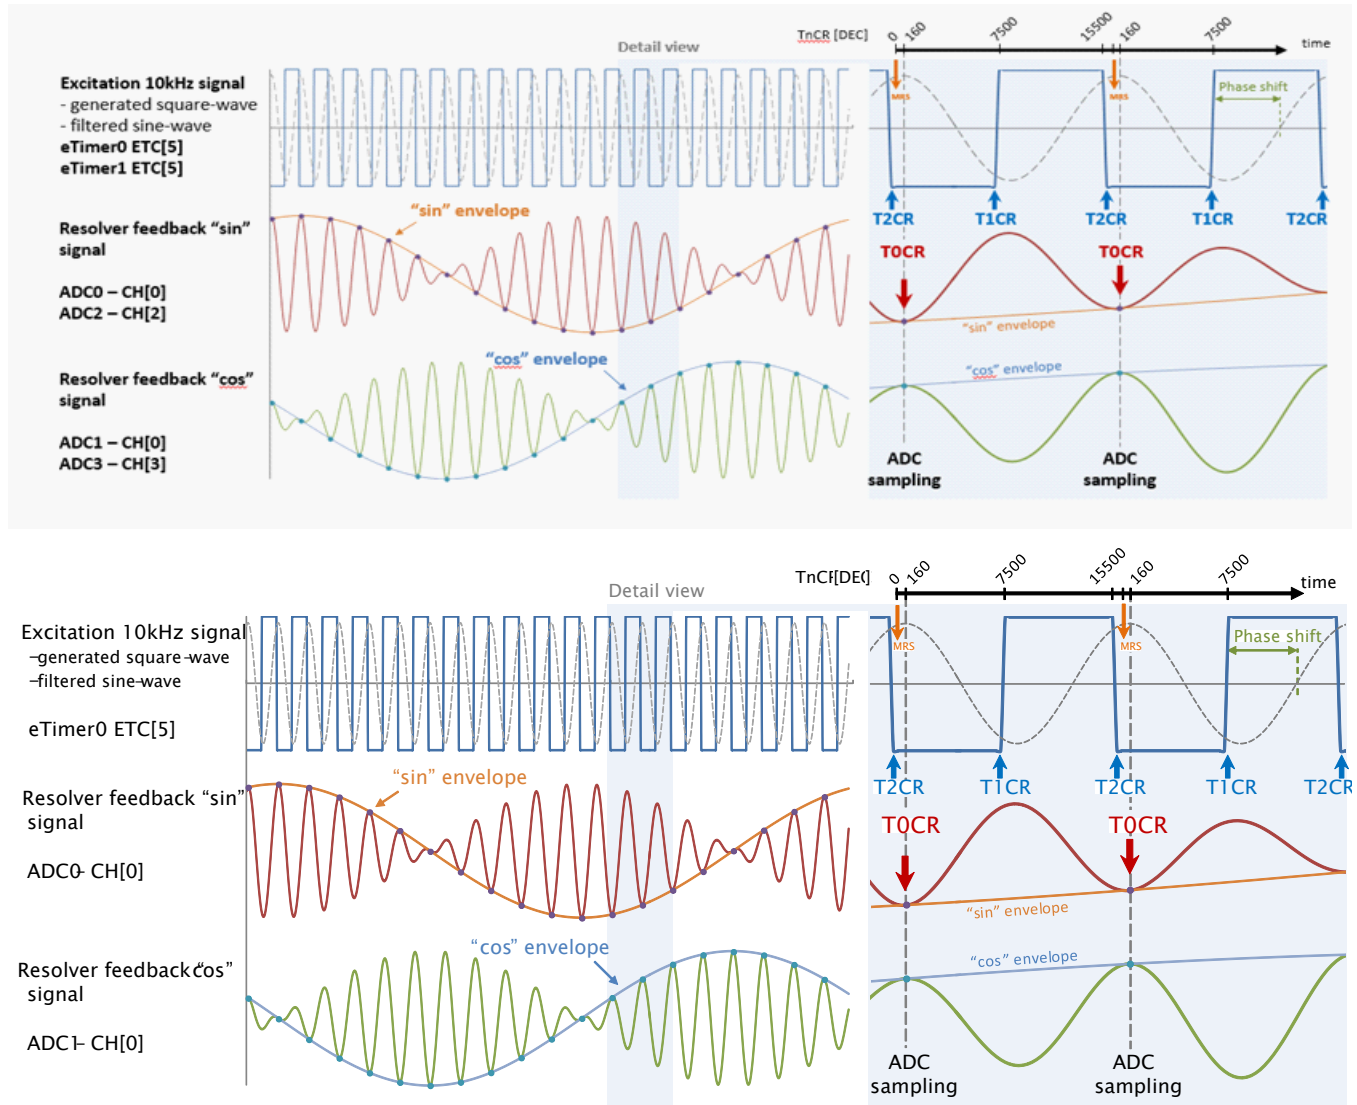 TnCR [DEC]
0
160
7500
15500
160
7500
time
Detail view
Excitation 10kHz signal
- generated square-wave
- filtered sine-wave
eTimer0 ETC[5]
eTimer1 ETC[5]
MRS
MRS
Phase shift
T2CR
T1CR
T2CR
T1CR
T2CR
Resolver feedback “sin”
signal
ADC0 – CH[0]
ADC2 – CH[2]
“sin” envelope
T0CR
T0CR
“sin” envelope
Resolver feedback “cos”
signal
ADC1 – CH[0]
ADC3 – CH[3]
“cos” envelope
“cos” envelope
ADC
sampling
ADC
sampling
TnCF[DE(]
0
160
7500
15500
160
7500
time
Detail view
Excitation 10kHz signal
–generated square–wave
–filtered sine–wave
eTimer0 ETC[5]
MRS
MRS
Phase shift
T2CR
T1CR
T2CR
T1CR
T2CR
Resolver feedback “sin”
signal
ADC0– CH[0]
“sin” envelope
T0CR
T0CR
“sin” envelope
Resolver feedback “cos”
signal
ADC1– CH[0]
“cos” envelope
“cos” envelope
ADC
sampling
ADC
sampling